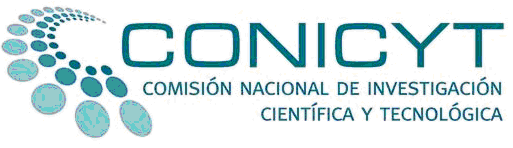 CONICYT
COMISIÓN NACIONAL DE INVESTIGACIÓN
CIENTÍFICA Y TECNOLÓGICA